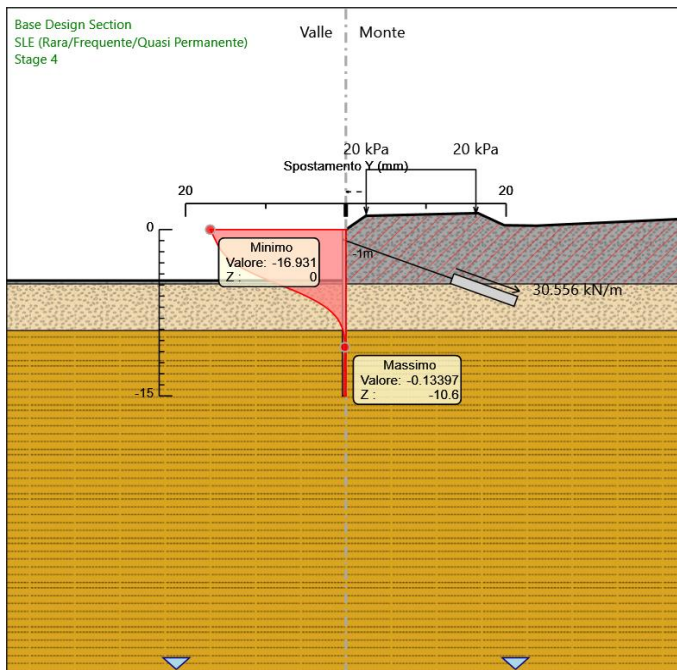 Base Design Section
SLE (Rara/Frequente/Quasi Permanente)
Stage 4
Valle
Monte
20 kPa
20 kPa
Spostamento Y (mm)
20
20
0
Minimo
Valore: -16.931
Z : 0
-1m
30.556 kN/m
Massimo
Valore: -0.13397
Z : -10.6
-15